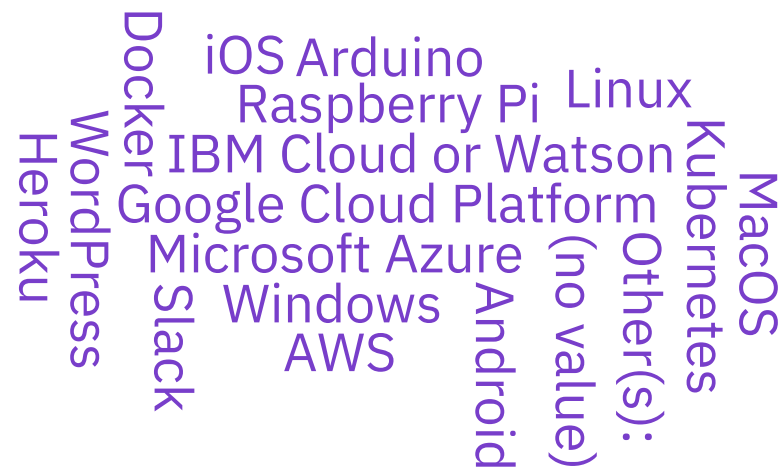 iOS
Arduino
Raspberry Pi
Linux
IBM Cloud or Watson
Google Cloud Platform
Microsoft Azure
Windows
AWS
Heroku
WordPress
Docker
Slack
Android
(no value)
Other(s):
Kubernetes
MacOS